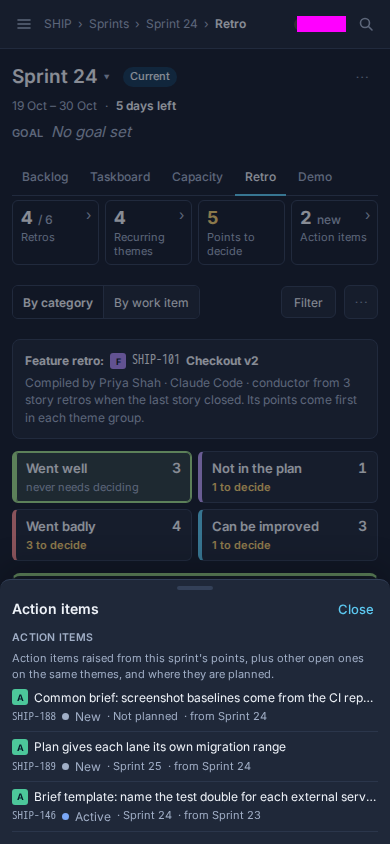 SHIP › Sprints › Sprint 24 › Retro
Sprint 24 ▾ Current ...
19 Oct – 30 Oct · 5 days left
GOAL No goal set
Backlog Taskboard Capacity Retro Demo
4 / 6 ›
Retros
4 ›
Recurring
themes
5
Points to
decide
2 new ›
Action items
By category By work item Filter ...
Feature retro: F SHIP-101 Checkout v2
Compiled by Priya Shah · Claude Code · conductor from 3
story retros when the last story closed. Its points come first
in each theme group.
Went well 3
never needs deciding
Not in the plan 1
1 to decide
Went badly 4
3 to decide
Can be improved 3
1 to decide
Action items Close
ACTION ITEMS
Action items raised from this sprint's points, plus other open ones
on the same themes, and where they are planned.
A Common brief: screenshot baselines come from the CI rep...
SHIP-188 ● New · Not planned · from Sprint 24
A Plan gives each lane its own migration range
SHIP-189 ● New · Sprint 25 · from Sprint 24
A Brief template: name the test double for each external serv...
SHIP-146 ● Active · Sprint 24 · from Sprint 23